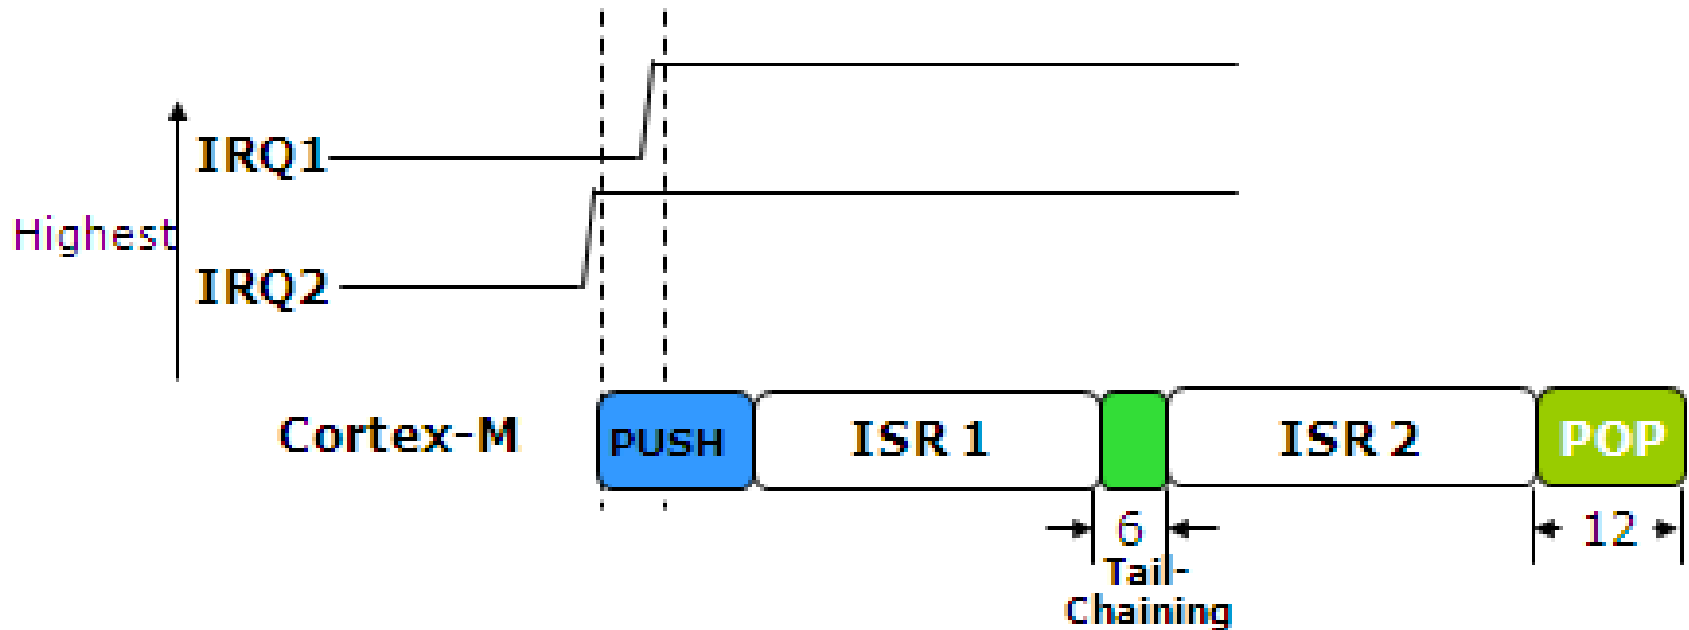 IRQ1
Highest
IRQ2
Cortex-M
PUSH
ISR 1
ISR 2
POP
6
12
Tail-
Chaining